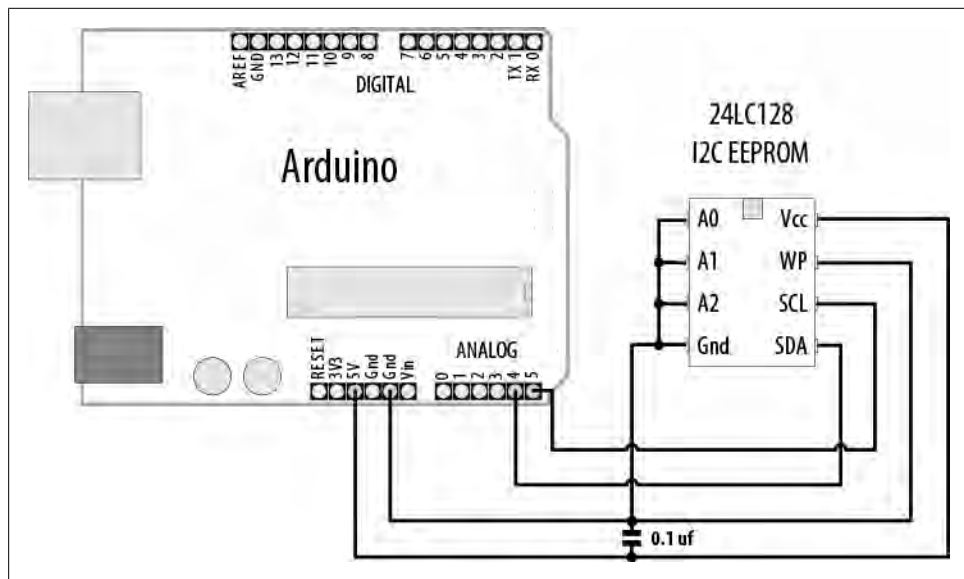 AREF
GND
13
12
11
10
9
8
7
6
5
4
3
2
TX 1
RX 0
DIGITAL
Arduino
24LC128
I2C EEPROM
A0 Vcc
A1 WP
A2 SCL
Gnd SDA
RESET
3V3
5V
Gnd
Gnd
Vin
ANALOG
0
1
2
3
4
5
0.1 uf